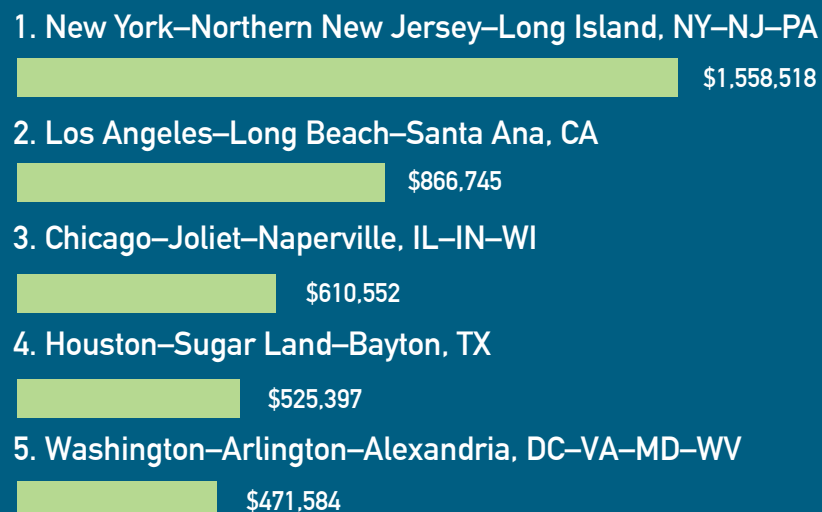 1. New York–Northern New Jersey–Long Island, NY–NJ–PA
$1,558,518
2. Los Angeles–Long Beach–Santa Ana, CA
$866,745
3. Chicago–Joliet–Naperville, IL–IN–WI
$610,552
4. Houston–Sugar Land–Bayton, TX
$525,397
5. Washington–Arlington–Alexandria, DC–VA–MD–WV
$471,584